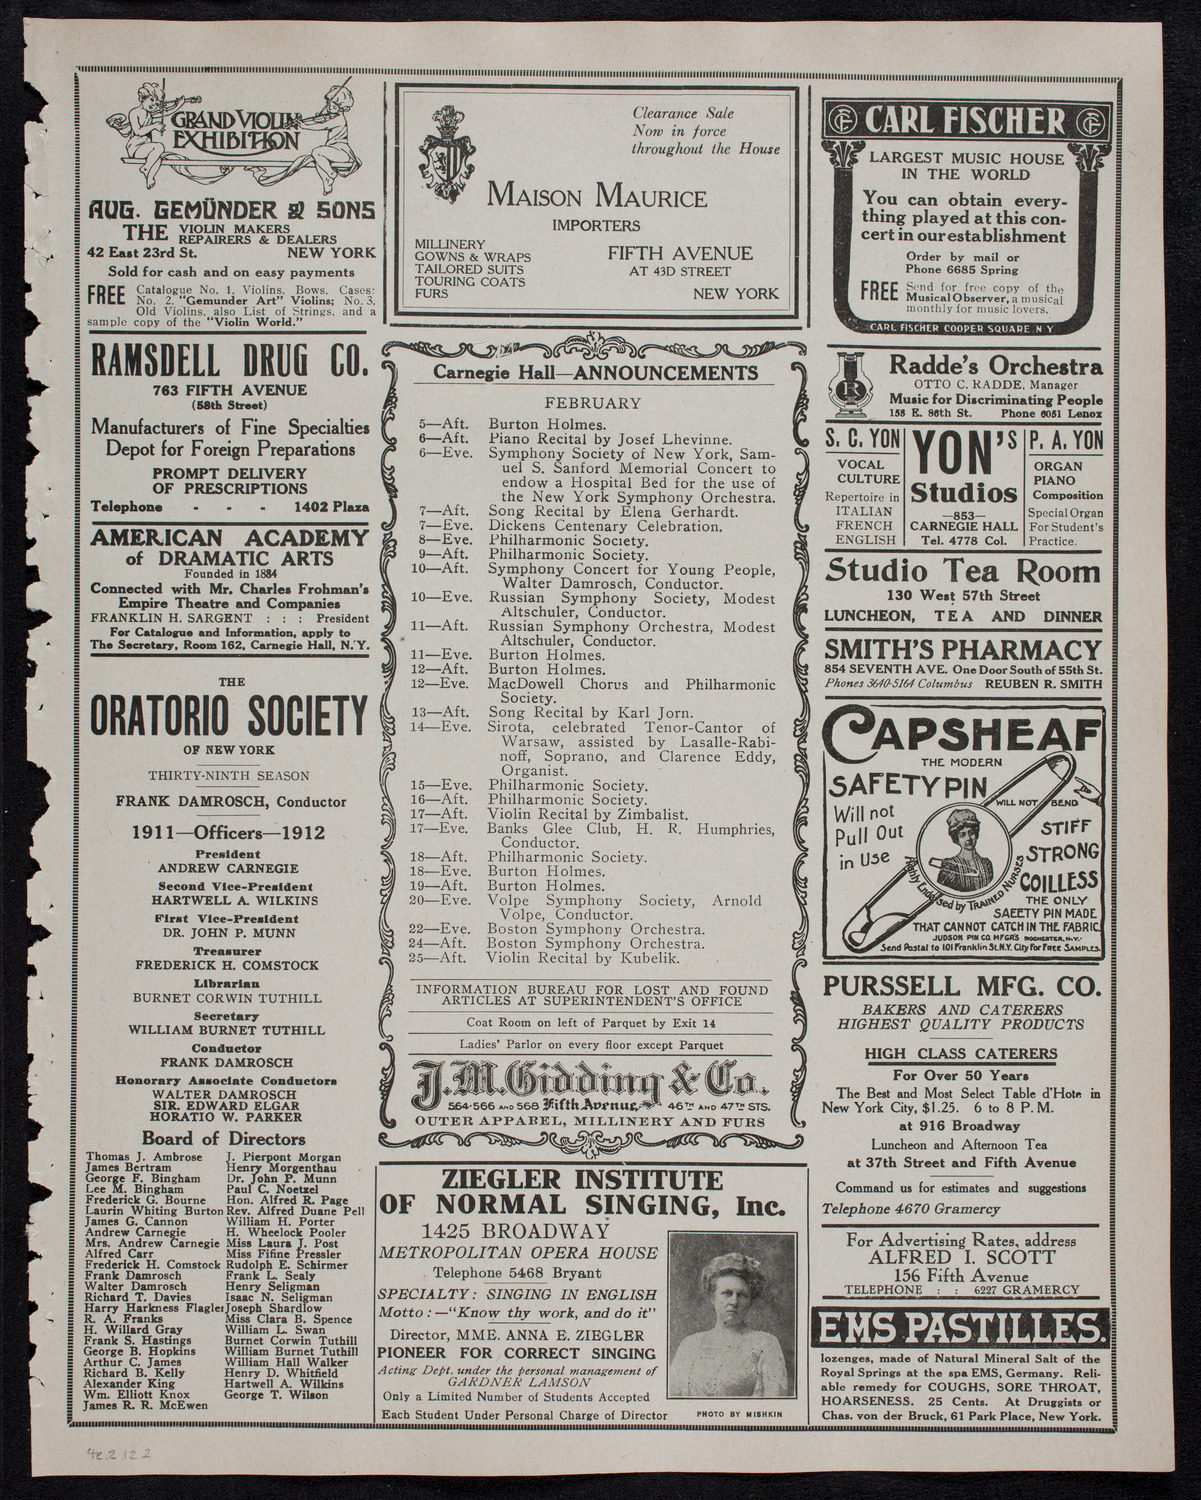 GRAND VIOLIN
EXHIBITION
AUG. GEMÜNDER & SONS
THE VIOLIN MAKERS
REPAIRERS & DEALERS
42 East 23rd St. NEW YORK
Sold for cash and on easy payments
FREE Catalogue No. 1, Violins, Bows, Cases:
No. 2. "Gemunder Art" Violins; No. 3.
Old Violins, also List of Strings, and a
sample copy of the "Violin World."
RAMSDELL DRUG CO.
763 FIFTH AVENUE
(58th Street)
Manufacturers of Fine Specialties
Depot for Foreign Preparations
PROMPT DELIVERY
OF PRESCRIPTIONS
Telephone - - - 1402 Plaza
AMERICAN ACADEMY
of DRAMATIC ARTS
Founded in 1884
Connected with Mr. Charles Frohman's
Empire Theatre and Companies
FRANKLIN H. SARGENT : : : President
For Catalogue and Information, apply to
The Secretary, Room 162, Carnegie Hall, N.Y.
THE
ORATORIO SOCIETY
OF NEW YORK
THIRTY-NINTH SEASON
FRANK DAMROSCH, Conductor
1911—Officers—1912
President
ANDREW CARNEGIE
Second Vice-President
HARTWELL A. WILKINS
First Vice-President
DR. JOHN P. MUNN
Treasurer
FREDERICK H. COMSTOCK
Librarian
BURNET CORWIN TUTHILL
Secretary
WILLIAM BURNET TUTHILL
Conductor
FRANK DAMROSCH
Honorary Associate Conductors
WALTER DAMROSCH
SIR. EDWARD ELGAR
HORATIO W. PARKER
Board of Directors
Thomas J. Ambrose
James Bertram
George F. Bingham
Lee M. Bingham
Frederick G. Bourne
Laurin Whiting Burton
James G. Cannon
Andrew Carnegie
Mrs. Andrew Carnegie
Alfred Carr
Frederick H. Comstock
Frank Damrosch
Walter Damrosch
Richard T. Davies
Harry Harkness Flagler
R. A. Franks
H. Willard Gray
Frank S. Hastings
George B. Hopkins
Arthur C. James
Richard B. Kelly
Alexander King
Wm. Elliott Knox
James R. R. McEwen
J. Pierpont Morgan
Henry Morgenthau
Dr. John P. Munn
Paul C. Noetzel
Hon. Alfred R. Page
Rev. Alfred Duane Pell
William H. Porter
H. Wheelock Pooler
Miss Laura J. Post
Miss Fifine Pressler
Rudolph E. Schirmer
Frank L. Sealy
Henry Seligman
Isaac N. Seligman
Joseph Shardlow
Miss Clara B. Spence
William L. Swan
Burnet Corwin Tuthill
William Burnet Tuthill
William Hall Walker
Henry D. Whitfield
Hartwell A. Wilkins
George T. Wilson
Clearance Sale
Now in force
throughout the House
MAISON MAURICE
IMPORTERS
MILLINERY
GOWNS & WRAPS
TAILORED SUITS
TOURING COATS
FURS
FIFTH AVENUE
AT 43D STREET
NEW YORK
Carnegie Hall—ANNOUNCEMENTS
FEBRUARY
5—Aft. Burton Holmes.
6—Aft. Piano Recital by Josef Lhevinne.
6—Eve. Symphony Society of New York, Sam-
uel S. Sanford Memorial Concert to
endow a Hospital Bed for the use of
the New York Symphony Orchestra.
7—Aft. Song Recital by Elena Gerhardt.
7—Eve. Dickens Centenary Celebration.
8—Eve. Philharmonic Society.
9—Aft. Philharmonic Society.
10—Aft. Symphony Concert for Young People,
Walter Damrosch, Conductor.
10—Eve. Russian Symphony Society, Modest
Altschuler, Conductor.
11—Aft. Russian Symphony Orchestra, Modest
Altschuler, Conductor.
11—Eve. Burton Holmes.
12—Aft. Burton Holmes.
12—Eve. MacDowell Chorus and Philharmonic
Society.
13—Aft. Song Recital by Karl Jorn.
14—Eve. Sirota, celebrated Tenor-Cantor of
Warsaw, assisted by Lasalle-Rabi-
noff, Soprano, and Clarence Eddy,
Organist.
15—Eve. Philharmonic Society.
16—Aft. Philharmonic Society.
17—Aft. Violin Recital by Zimbalist.
17—Eve. Banks Glee Club, H. R. Humphries,
Conductor.
18—Aft. Philharmonic Society.
18—Eve. Burton Holmes.
19—Aft. Burton Holmes.
20—Eve. Volpe Symphony Society, Arnold
Volpe, Conductor.
22—Eve. Boston Symphony Orchestra.
24—Aft. Boston Symphony Orchestra.
25—Aft. Violin Recital by Kubelik.
INFORMATION BUREAU FOR LOST AND FOUND
ARTICLES AT SUPERINTENDENT'S OFFICE
Coat Room on left of Parquet by Exit 14
Ladies' Parlor on every floor except Parquet
J.M. Gidding & Co.
564-566 AND 568 Fifth Avenue, 46TH AND 47TH STS.
OUTER APPAREL, MILLINERY AND FURS
ZIEGLER INSTITUTE
OF NORMAL SINGING, Inc.
1425 BROADWAY
METROPOLITAN OPERA HOUSE
Telephone 5468 Bryant
SPECIALTY: SINGING IN ENGLISH
Motto:—"Know thy work, and do it"
Director, MME. ANNA E. ZIEGLER
PIONEER FOR CORRECT SINGING
Acting Dept. under the personal management of
GARDNER LAMSON
Only a Limited Number of Students Accepted
Each Student Under Personal Charge of Director
PHOTO BY MISHKIN
CF CARL FISCHER CF
LARGEST MUSIC HOUSE
IN THE WORLD
You can obtain every-
thing played at this con-
cert in our establishment
Order by mail or
Phone 6685 Spring
FREE Send for free copy of the
Musical Observer, a musical
monthly for music lovers.
CARL FISCHER COOPER SQUARE N Y
R
Radde's Orchestra
OTTO C. RADDE, Manager
Music for Discriminating People
158 E. 86th St. Phone 6051 Lenox
S. C. YON
VOCAL
CULTURE
Repertoire in
ITALIAN
FRENCH
ENGLISH
YON'S
Studios
—853—
CARNEGIE HALL
Tel. 4778 Col.
P. A. YON
ORGAN
PIANO
Composition
Special Organ
For Student's
Practice.
Studio Tea Room
130 West 57th Street
LUNCHEON, TEA AND DINNER
SMITH'S PHARMACY
854 SEVENTH AVE. One Door South of 55th St.
Phones 3640-5164 Columbus REUBEN R. SMITH
CAPSHEAF
THE MODERN
SAFETY PIN
WILL NOT BEND
Will not
Pull Out
in Use
STIFF
STRONG
COILLESS
Highly Endorsed by TRAINED NURSES
THE ONLY
SAFETY PIN MADE
THAT CANNOT CATCH IN THE FABRIC.
JUDSON PIN CO. MFGRS ROCHESTER, N.Y.
Send Postal to 101 Franklin St. N.Y. City for FREE SAMPLES.
PURSSELL MFG. CO.
BAKERS AND CATERERS
HIGHEST QUALITY PRODUCTS
HIGH CLASS CATERERS
For Over 50 Years
The Best and Most Select Table d'Hote in
New York City, $1.25. 6 to 8 P.M.
at 916 Broadway
Luncheon and Afternoon Tea
at 37th Street and Fifth Avenue
Command us for estimates and suggestions
Telephone 4670 Gramercy
For Advertising Rates, address
ALFRED I. SCOTT
156 Fifth Avenue
TELEPHONE : : 6227 GRAMERCY
EMS PASTILLES.
lozenges, made of Natural Mineral Salt of the
Royal Springs at the spa EMS, Germany. Reli-
able remedy for COUGHS, SORE THROAT,
HOARSENESS. 25 Cents. At Druggists or
Chas. von der Bruck, 61 Park Place, New York.